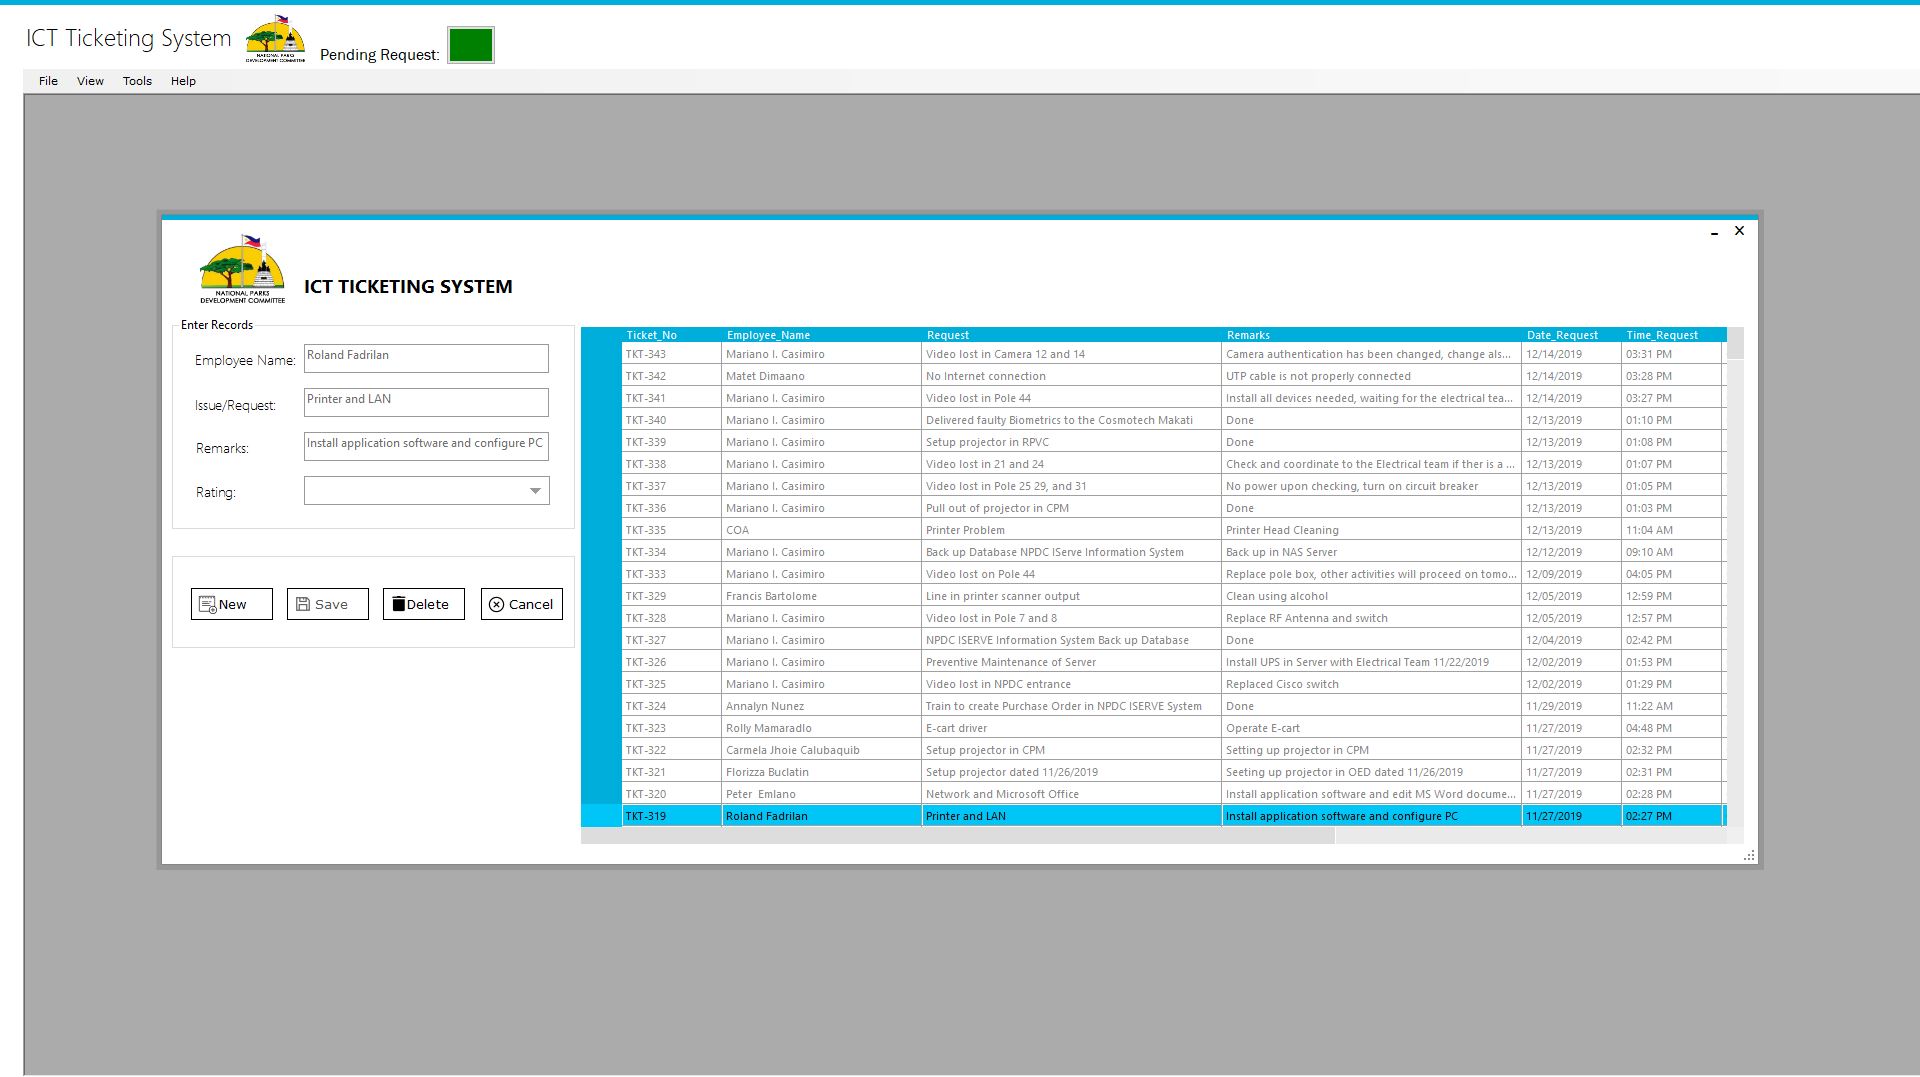 ICT Ticketing System
NATIONAL PARKS
DEVELOPMENT COMMITTEE
Pending Request:
File View Tools Help
NATIONAL PARKS
DEVELOPMENT COMMITTEE
ICT TICKETING SYSTEM
Enter Records
Employee Name: Roland Fadrilan
Issue/Request: Printer and LAN
Remarks: Install application software and configure PC
Rating:
New Save Delete Cancel
Ticket_No Employee_Name Request Remarks Date_Request Time_Request
TKT-343 Mariano I. Casimiro Video lost in Camera 12 and 14 Camera authentication has been changed, change als... 12/14/2019 03:31 PM
TKT-342 Matet Dimaano No Internet connection UTP cable is not properly connected 12/14/2019 03:28 PM
TKT-341 Mariano I. Casimiro Video lost in Pole 44 Install all devices needed, waiting for the electrical tea... 12/14/2019 03:27 PM
TKT-340 Mariano I. Casimiro Delivered faulty Biometrics to the Cosmotech Makati Done 12/13/2019 01:10 PM
TKT-339 Mariano I. Casimiro Setup projector in RPVC Done 12/13/2019 01:08 PM
TKT-338 Mariano I. Casimiro Video lost in 21 and 24 Check and coordinate to the Electrical team if ther is a ... 12/13/2019 01:07 PM
TKT-337 Mariano I. Casimiro Video lost in Pole 25 29, and 31 No power upon checking, turn on circuit breaker 12/13/2019 01:05 PM
TKT-336 Mariano I. Casimiro Pull out of projector in CPM Done 12/13/2019 01:03 PM
TKT-335 COA Printer Problem Printer Head Cleaning 12/13/2019 11:04 AM
TKT-334 Mariano I. Casimiro Back up Database NPDC IServe Information System Back up in NAS Server 12/12/2019 09:10 AM
TKT-333 Mariano I. Casimiro Video lost on Pole 44 Replace pole box, other activities will proceed on tomo... 12/09/2019 04:05 PM
TKT-329 Francis Bartolome Line in printer scanner output Clean using alcohol 12/05/2019 12:59 PM
TKT-328 Mariano I. Casimiro Video lost in Pole 7 and 8 Replace RF Antenna and switch 12/05/2019 12:57 PM
TKT-327 Mariano I. Casimiro NPDC ISERVE Information System Back up Database Done 12/04/2019 02:42 PM
TKT-326 Mariano I. Casimiro Preventive Maintenance of Server Install UPS in Server with Electrical Team 11/22/2019 12/02/2019 01:53 PM
TKT-325 Mariano I. Casimiro Video lost in NPDC entrance Replaced Cisco switch 12/02/2019 01:29 PM
TKT-324 Annalyn Nunez Train to create Purchase Order in NPDC ISERVE System Done 11/29/2019 11:22 AM
TKT-323 Rolly Mamaradlo E-cart driver Operate E-cart 11/27/2019 04:48 PM
TKT-322 Carmela Jhoie Calubaquib Setup projector in CPM Setting up projector in CPM 11/27/2019 02:32 PM
TKT-321 Florizza Buclatin Setup projector dated 11/26/2019 Seeting up projector in OED dated 11/26/2019 11/27/2019 02:31 PM
TKT-320 Peter Emlano Network and Microsoft Office Install application software and edit MS Word docume... 11/27/2019 02:28 PM
TKT-319 Roland Fadrilan Printer and LAN Install application software and configure PC 11/27/2019 02:27 PM